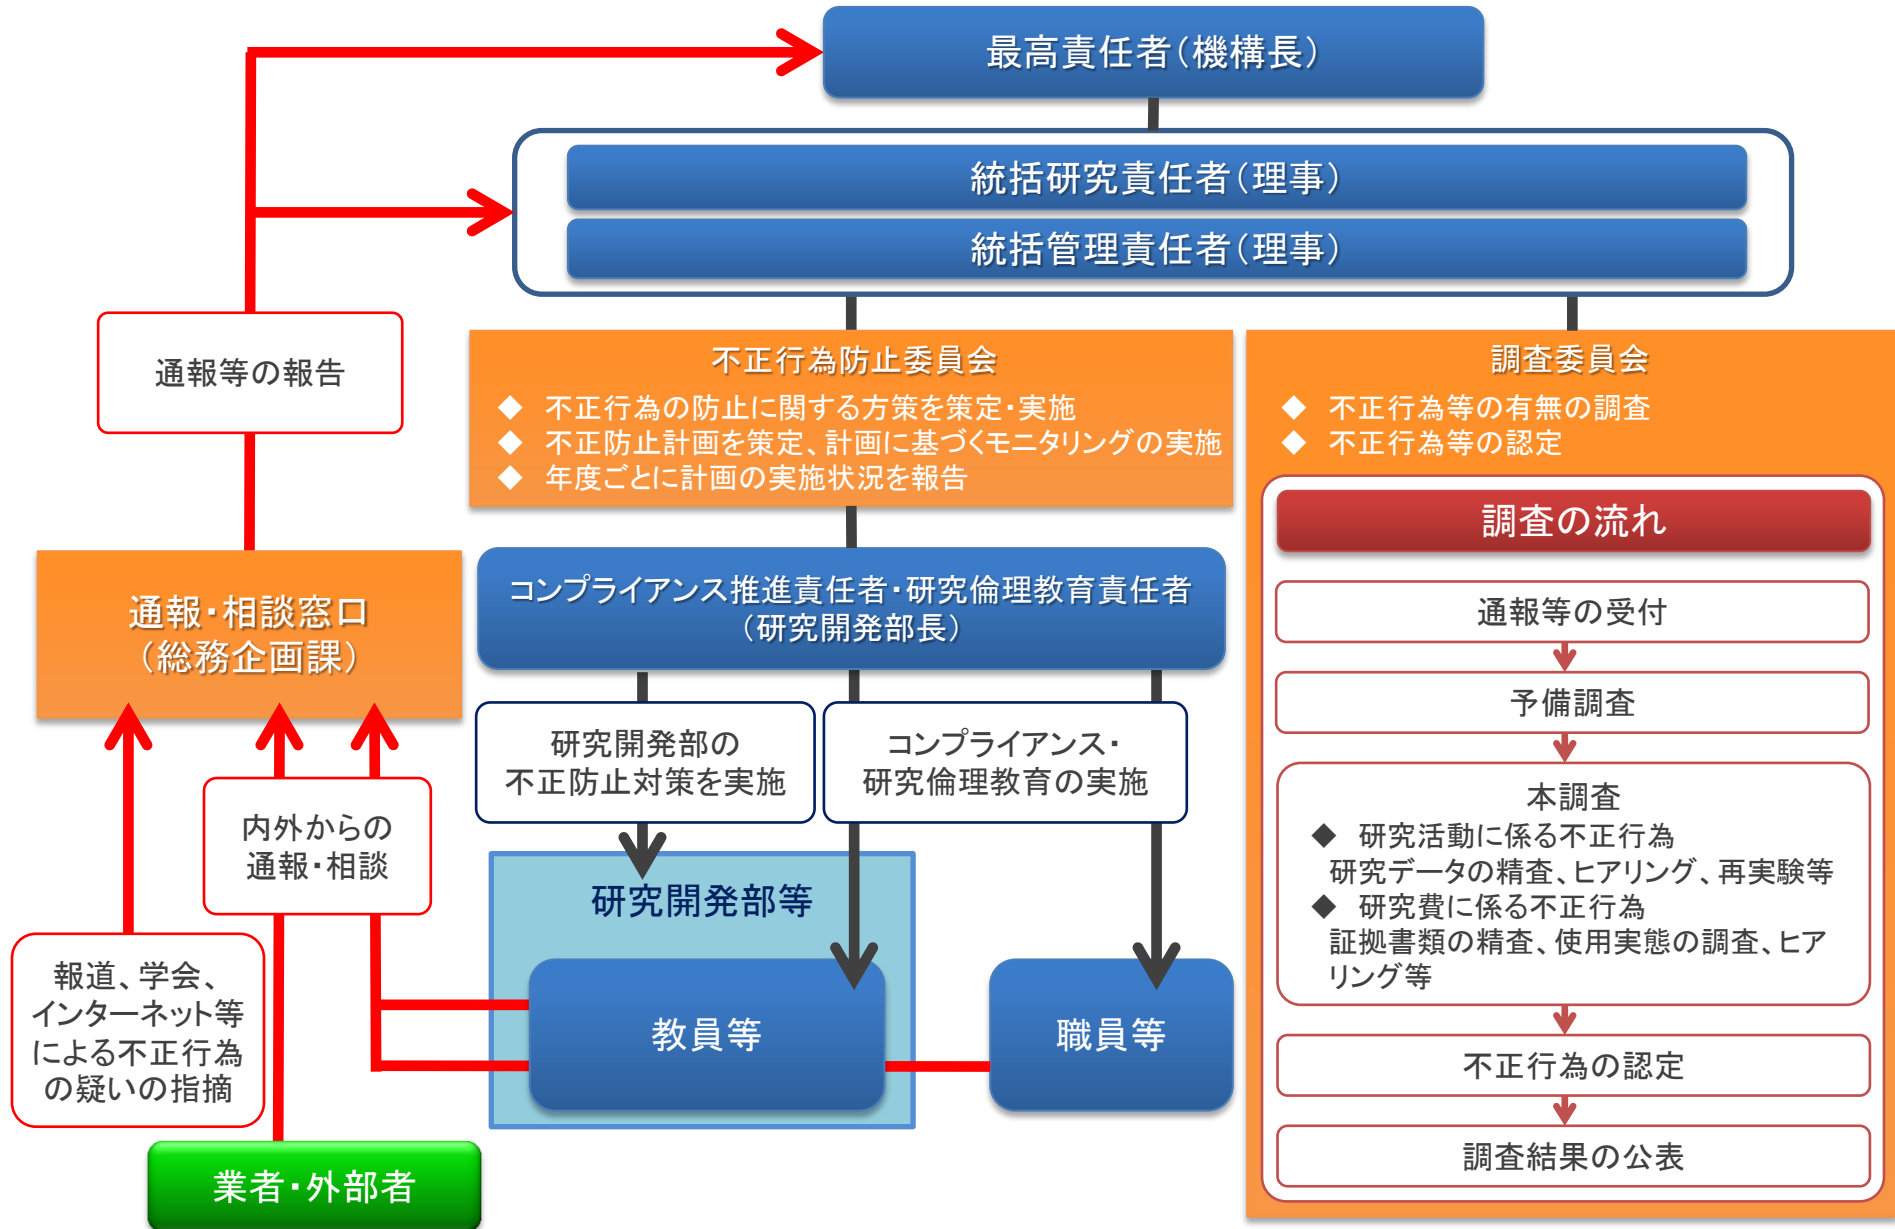 最高責任者（機構長）
統括研究責任者（理事）
統括管理責任者（理事）
通報等の報告
不正行為防止委員会
◆ 不正行為の防止に関する方策を策定・実施
◆ 不正防止計画を策定、計画に基づくモニタリングの実施
◆ 年度ごとに計画の実施状況を報告
調査委員会
◆ 不正行為等の有無の調査
◆ 不正行為等の認定
調査の流れ
通報等の受付
予備調査
本調査
◆ 研究活動に係る不正行為
研究データの精査、ヒアリング、再実験等
◆ 研究費に係る不正行為
証拠書類の精査、使用実態の調査、ヒア
リング等
不正行為の認定
調査結果の公表
通報・相談窓口
（総務企画課）
コンプライアンス推進責任者・研究倫理教育責任者
（研究開発部長）
研究開発部の
不正防止対策を実施
コンプライアンス・
研究倫理教育の実施
内外からの
通報・相談
研究開発部等
教員等
職員等
報道、学会、
インターネット等
による不正行為
の疑いの指摘
業者・外部者